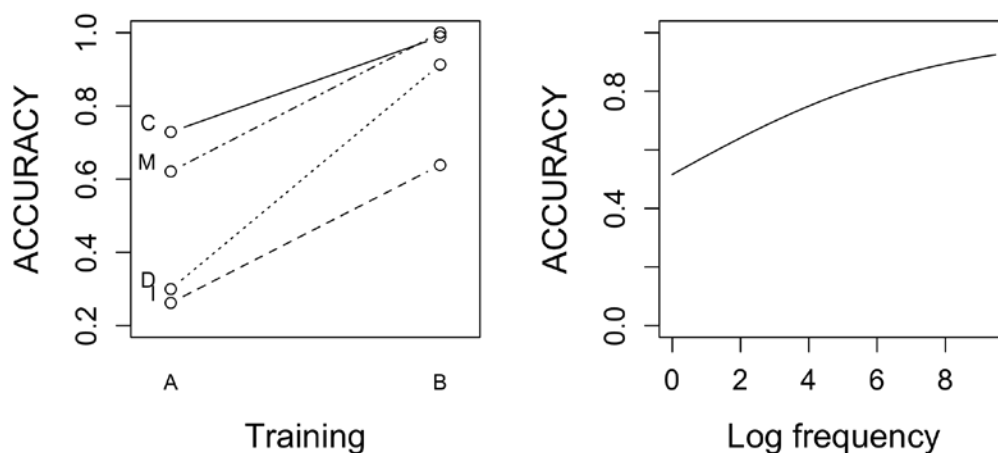 ACCURACY
1.0
0.8
0.6
0.4
0.2
C
M
D
I
A B
Training
ACCURACY
0.8
0.4
0.0
0 2 4 6 8
Log frequency